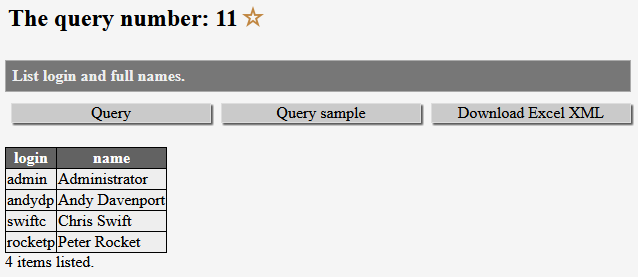 The query number: 11 ☆
List login and full names.
Query Query sample Download Excel XML
login name
admin Administrator
andydp Andy Davenport
swiftc Chris Swift
rocketp Peter Rocket
4 items listed.